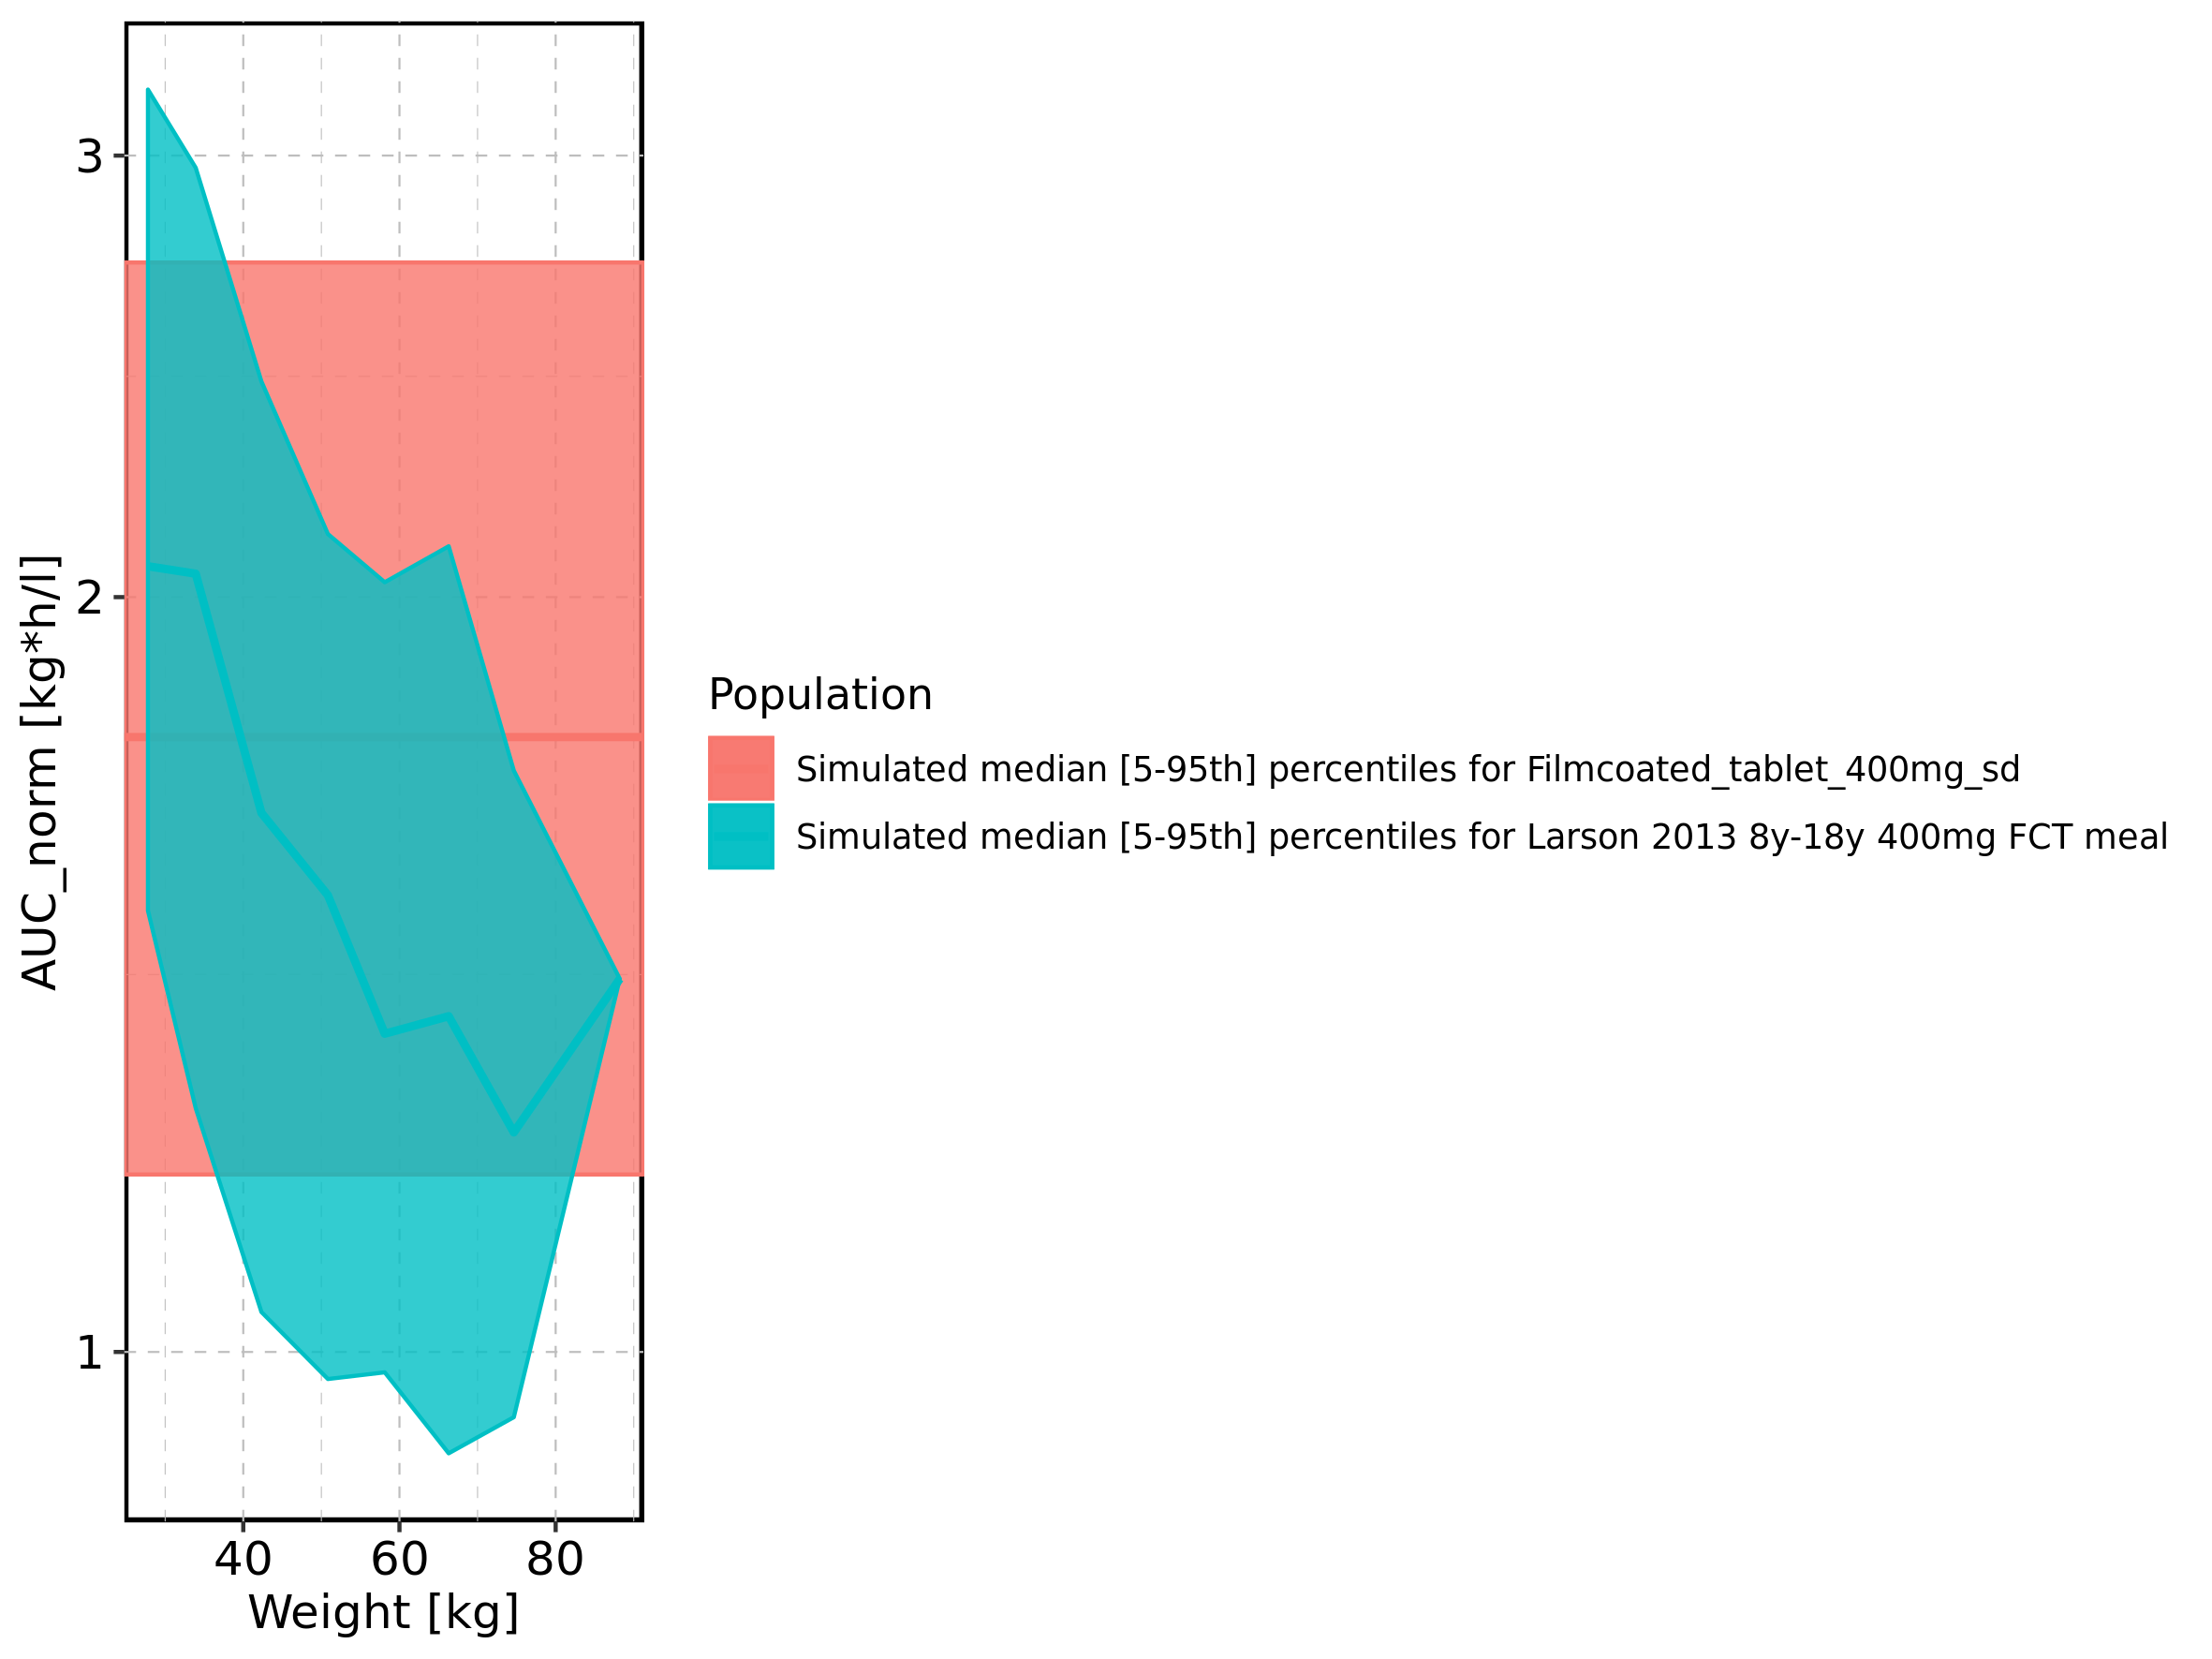 3
2
1
AUC_norm [kg*h/l]
40 60 80
Weight [kg]
Population
Simulated median [5-95th] percentiles for Filmcoated_tablet_400mg_sd
Simulated median [5-95th] percentiles for Larson 2013 8y-18y 400mg FCT meal